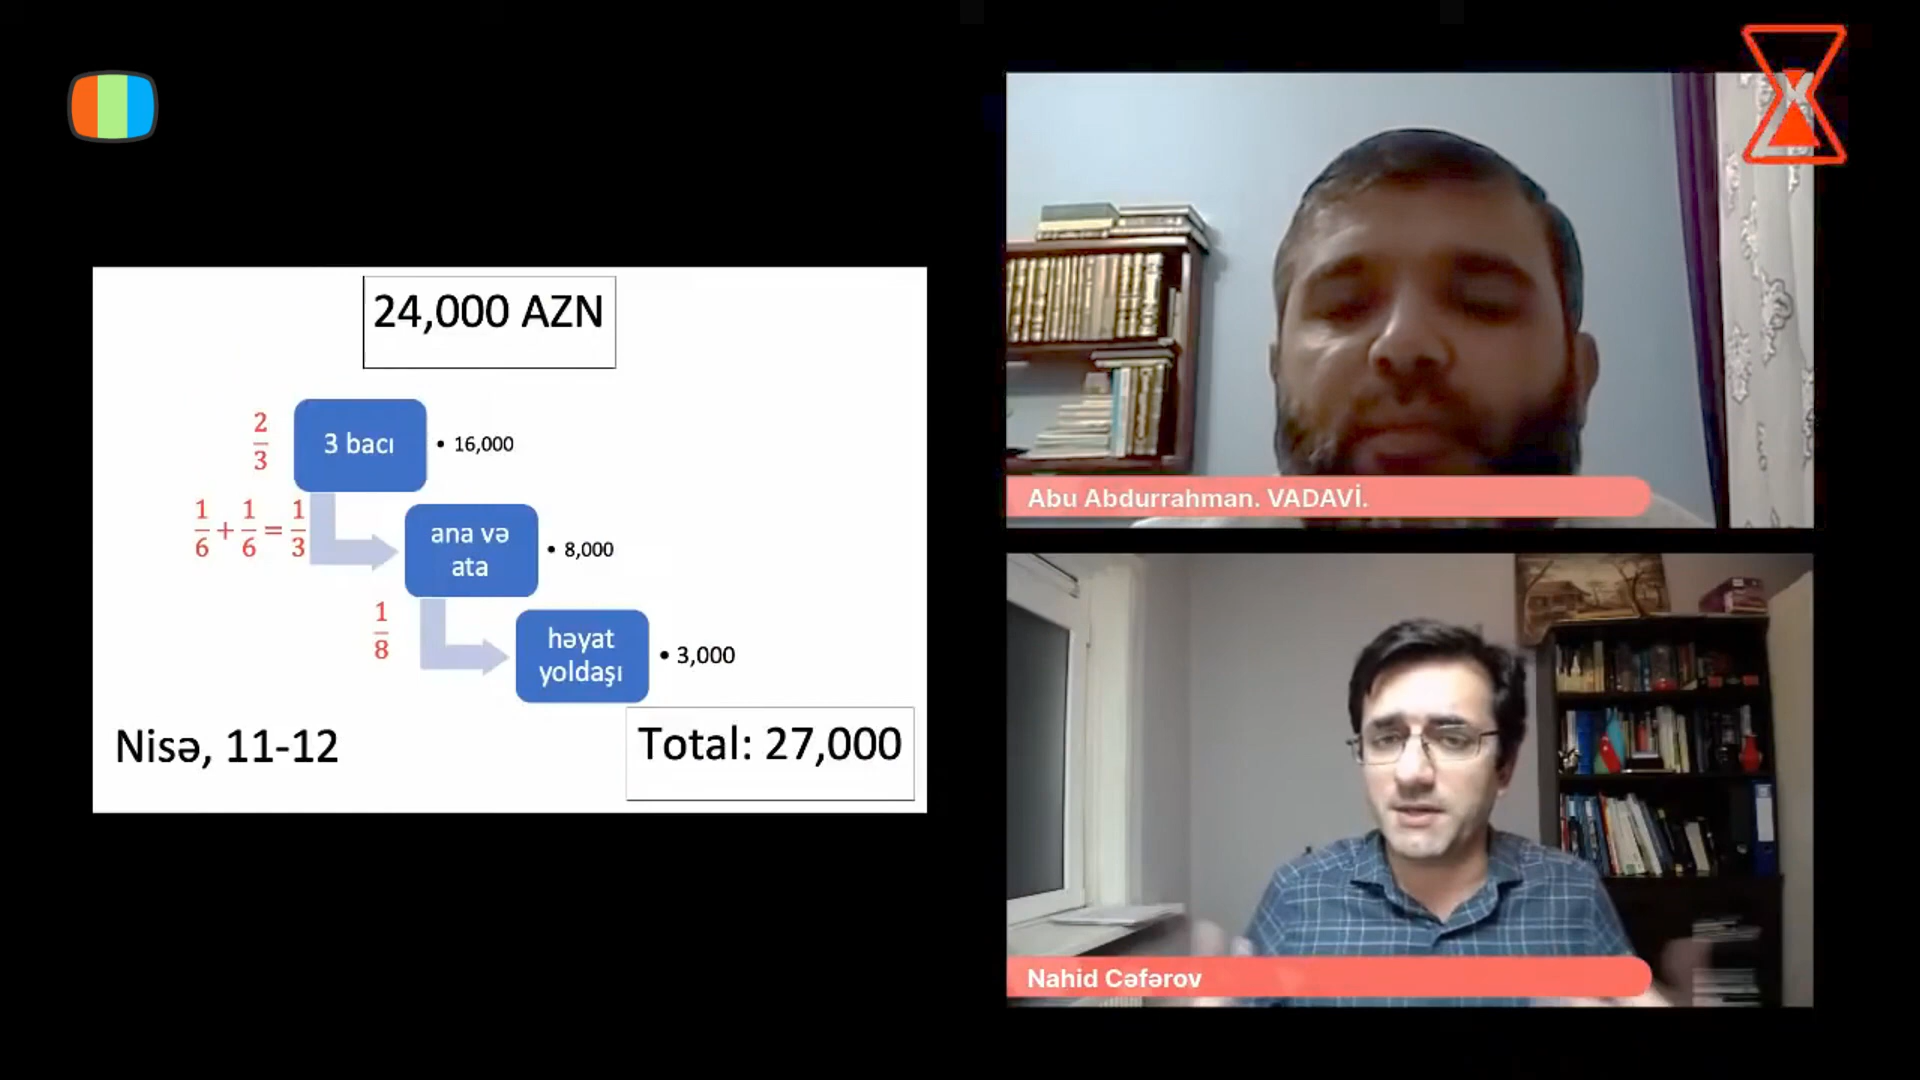 24,000 AZN
2/3
3 bacı
• 16,000
1/6 + 1/6 = 1/3
ana və
ata
• 8,000
1/8
həyat
yoldaşı
• 3,000
Nisə, 11-12
Total: 27,000
Abu Abdurrahman. VADAVİ.
Nahid Cəfərov